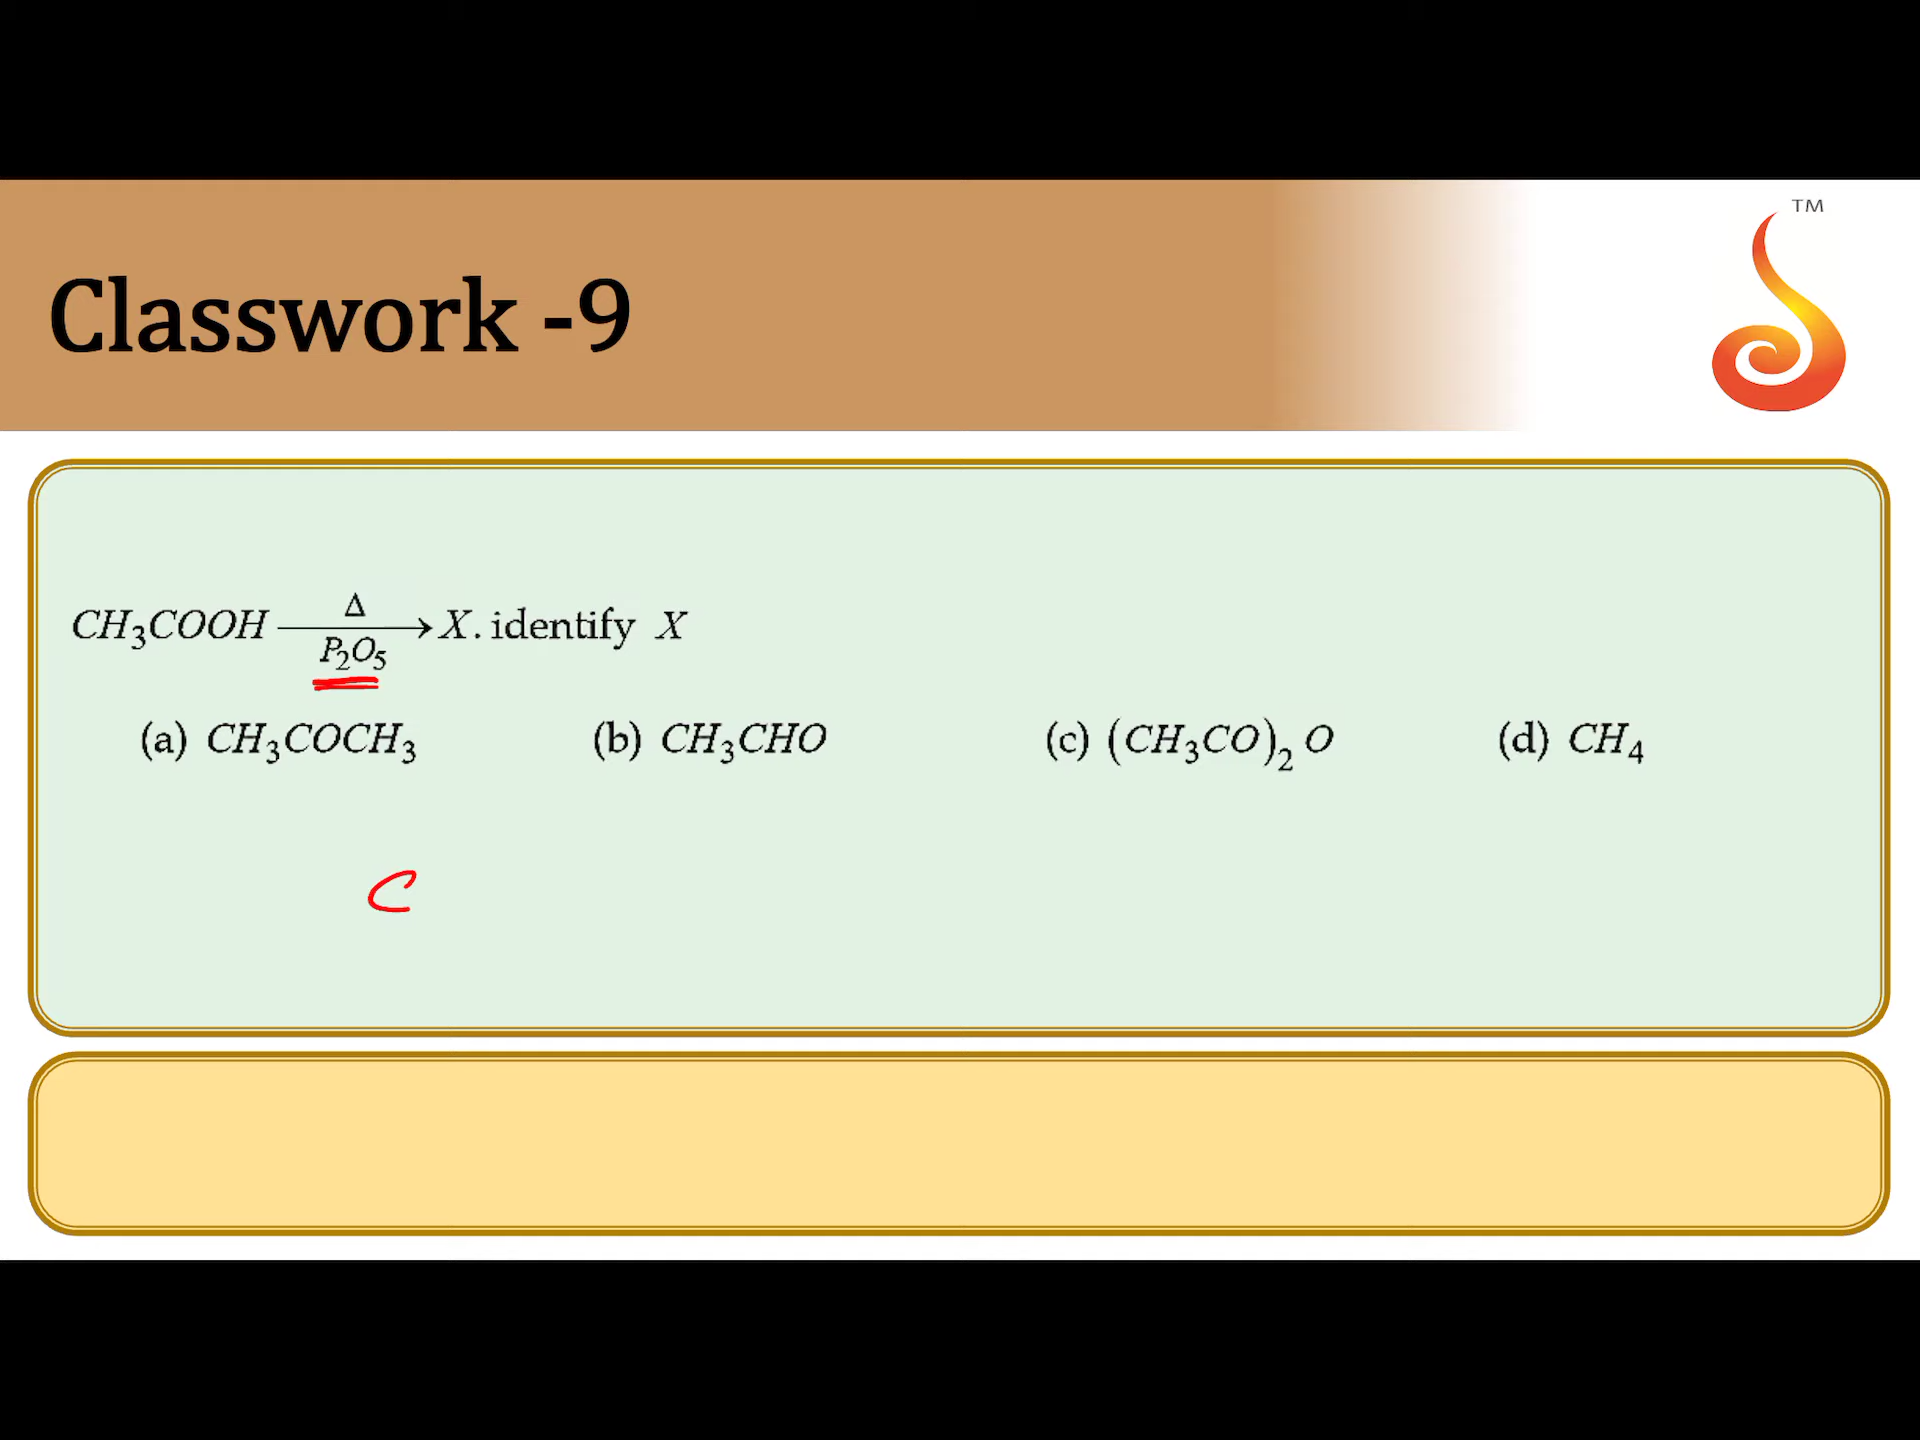 TM
Classwork -9
CH₃COOH —Δ/P₂O₅→ X. identify X
(a) CH₃COCH₃ (b) CH₃CHO (c) (CH₃CO)₂ O (d) CH₄
C